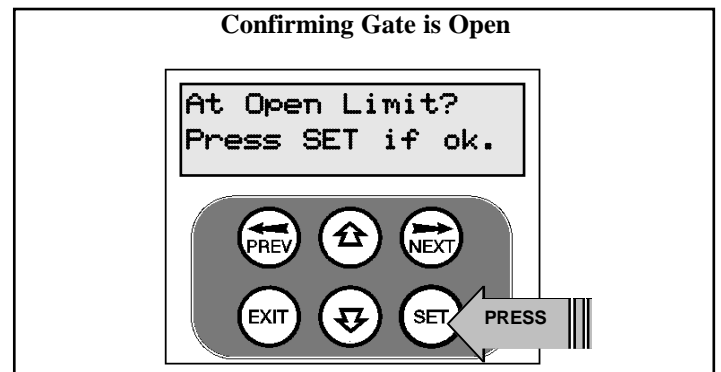 Confirming Gate is Open
At Open Limit?
Press SET if ok.
PREV
NEXT
EXIT
SET
PRESS